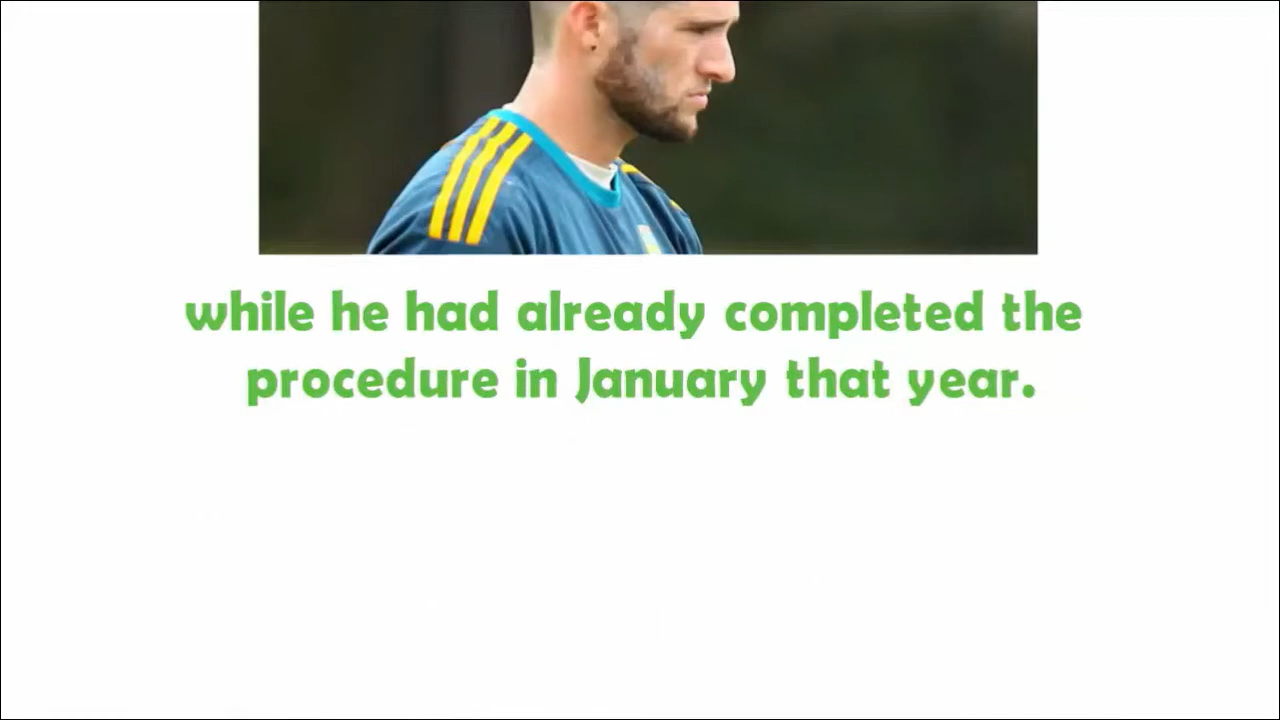 while he had already completed the
procedure in January that year.